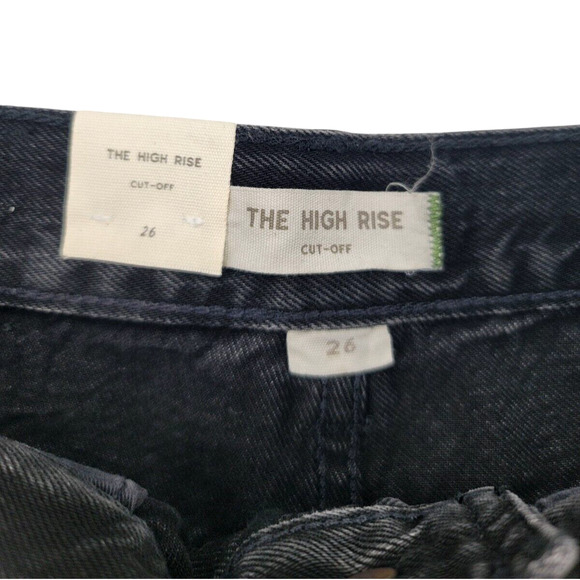 THE HIGH RISE
CUT-OFF
26
THE HIGH RISE
CUT-OFF
26